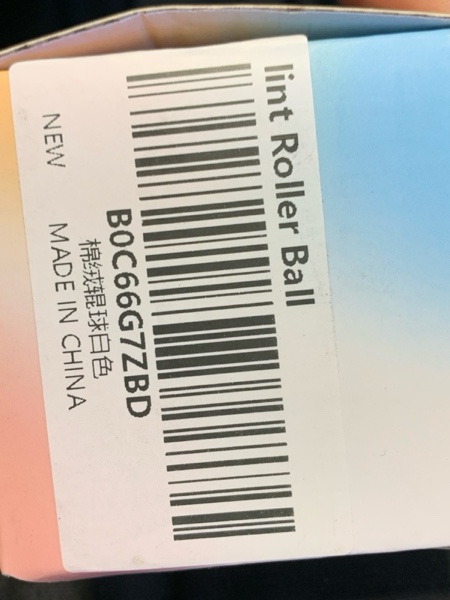 lint Roller Ball
B0C66G7ZBD
棉绒辊球白色
NEW MADE IN CHINA